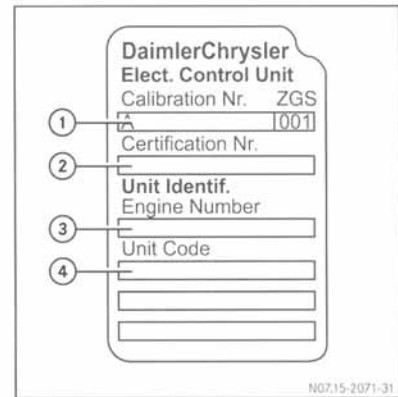 DaimlerChrysler
Elect. Control Unit
Calibration Nr. ZGS
1 A 001
Certification Nr.
2
Unit Identif.
Engine Number
3
Unit Code
4
N07.15-2071-31